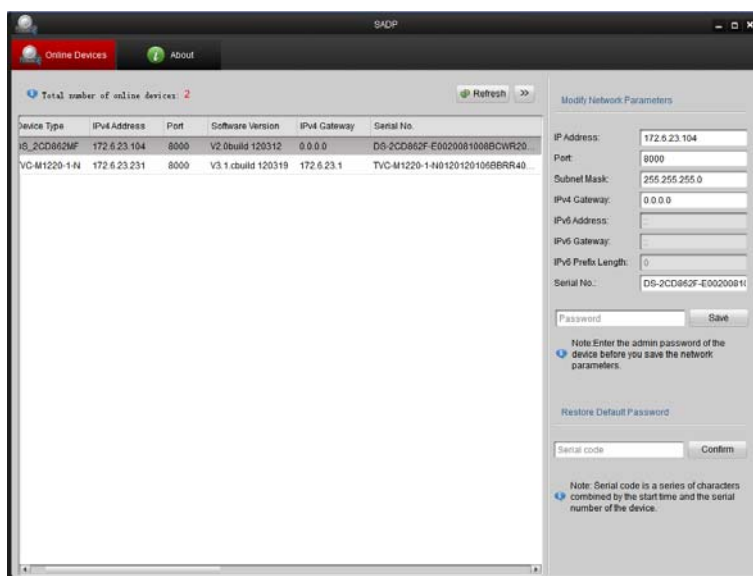 SADP
Online Devices
About
Total number of online devices: 2
Refresh
>>
Device Type IPv4 Address Port Software Version IPv4 Gateway Serial No.
172.6.23.104 8000 V2.0build 120312 0.0.0.0 DS-2CD862F-E0020081008BCWR20...
TVC-M1220-1-N 172.6.23.231 8000 V3.1.cbuild 120319 172.6.23.1 TVC-M1220-1-N0120120106BBRR40...
Modify Network Parameters
IP Address: 172.6.23.104
Port: 8000
Subnet Mask: 255.255.255.0
IPv4 Gateway: 0.0.0.0
IPv6 Address: ::
IPv6 Gateway: ::
IPv6 Prefix Length: 0
Serial No.: DS-2CD862F-E0020081
Password
Save
Note:Enter the admin password of the
device before you save the network
parameters.
Restore Default Password
Serial code
Confirm
Note: Serial code is a series of characters
combined by the start time and the serial
number of the device.